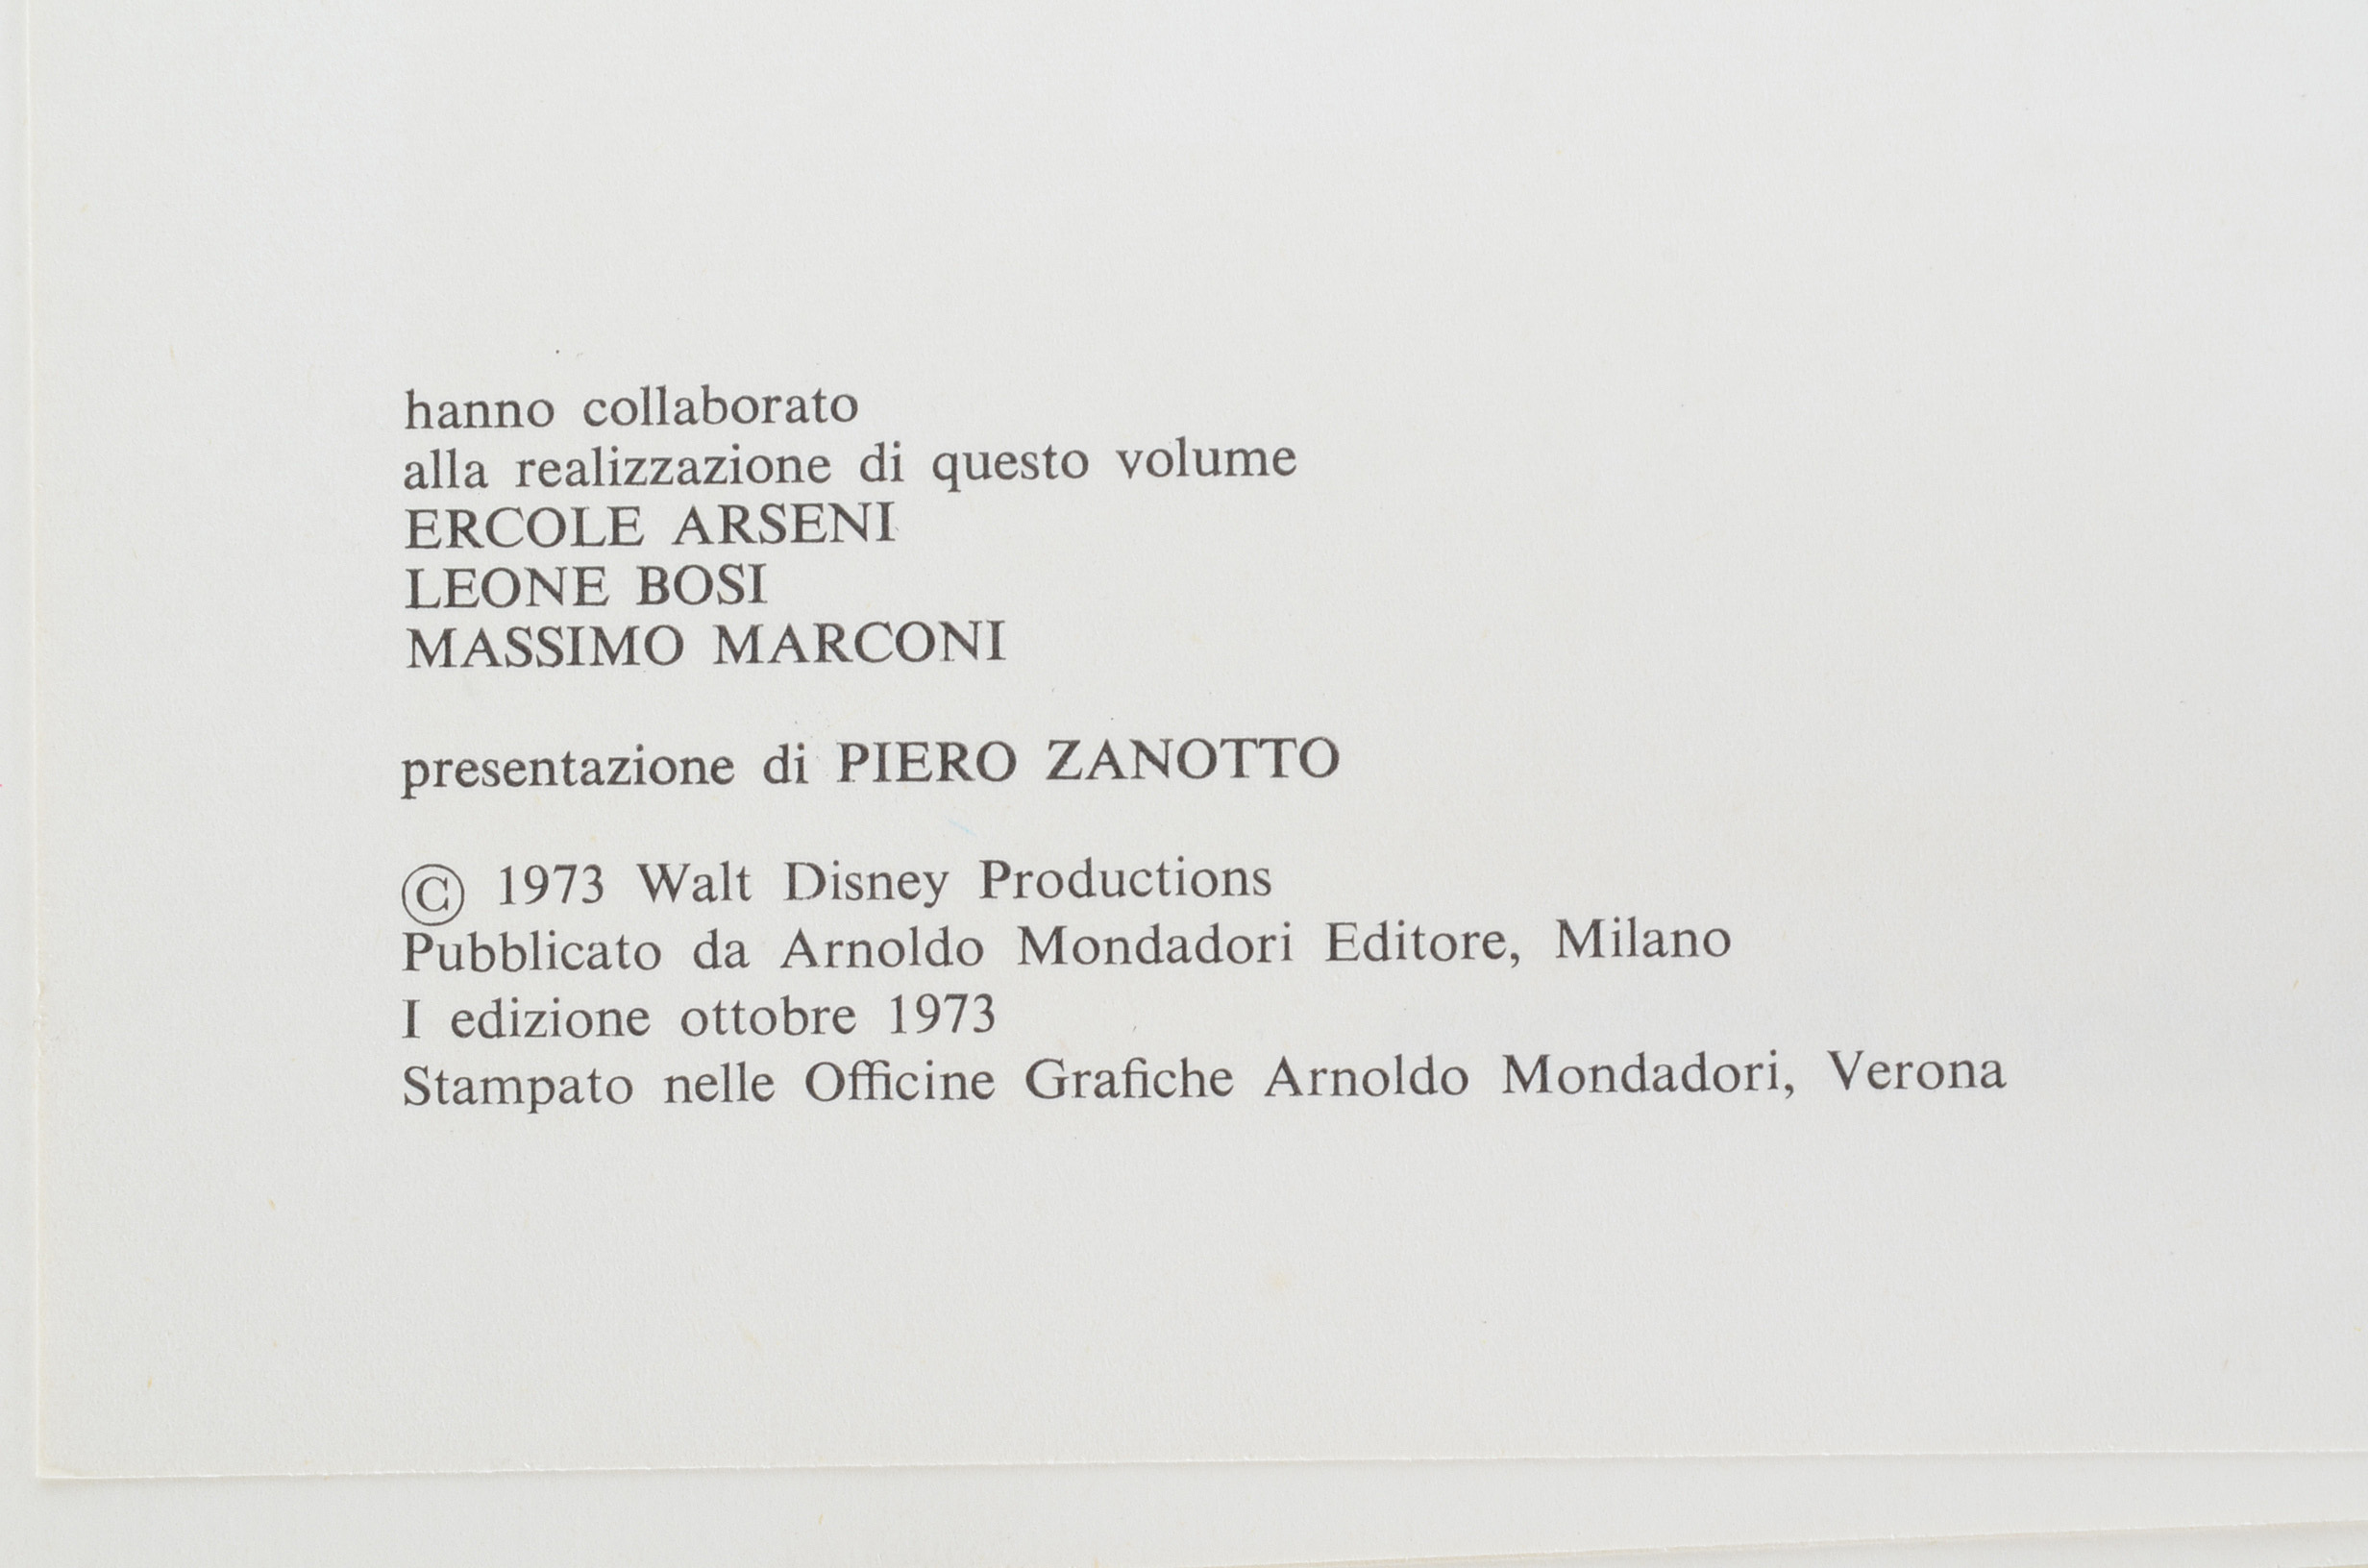 hanno collaborato
alla realizzazione di questo volume
ERCOLE ARSENI
LEONE BOSI
MASSIMO MARCONI
presentazione di PIERO ZANOTTO
© 1973 Walt Disney Productions
Pubblicato da Arnoldo Mondadori Editore, Milano
I edizione ottobre 1973
Stampato nelle Officine Grafiche Arnoldo Mondadori, Verona